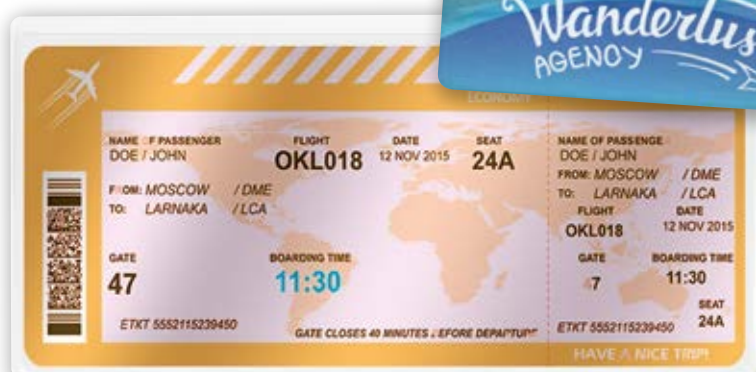 Wanderlus
AGENCY
ECONOMY
NAME OF PASSENGER
DOE / JOHN
FLIGHT
OKL018
DATE
12 NOV 2015
SEAT
24A
FROM: MOSCOW / DME
TO: LARNAKA / LCA
GATE
47
BOARDING TIME
11:30
ETKT 5552115239450
GATE CLOSES 40 MINUTES BEFORE DEPARTURE
NAME OF PASSENGE
DOE / JOHN
FROM: MOSCOW / DME
TO: LARNAKA / LCA
FLIGHT
OKL018
DATE
12 NOV 2015
GATE
7
BOARDING TIME
11:30
SEAT
24A
ETKT 5552115239450
HAVE A NICE TRIP!